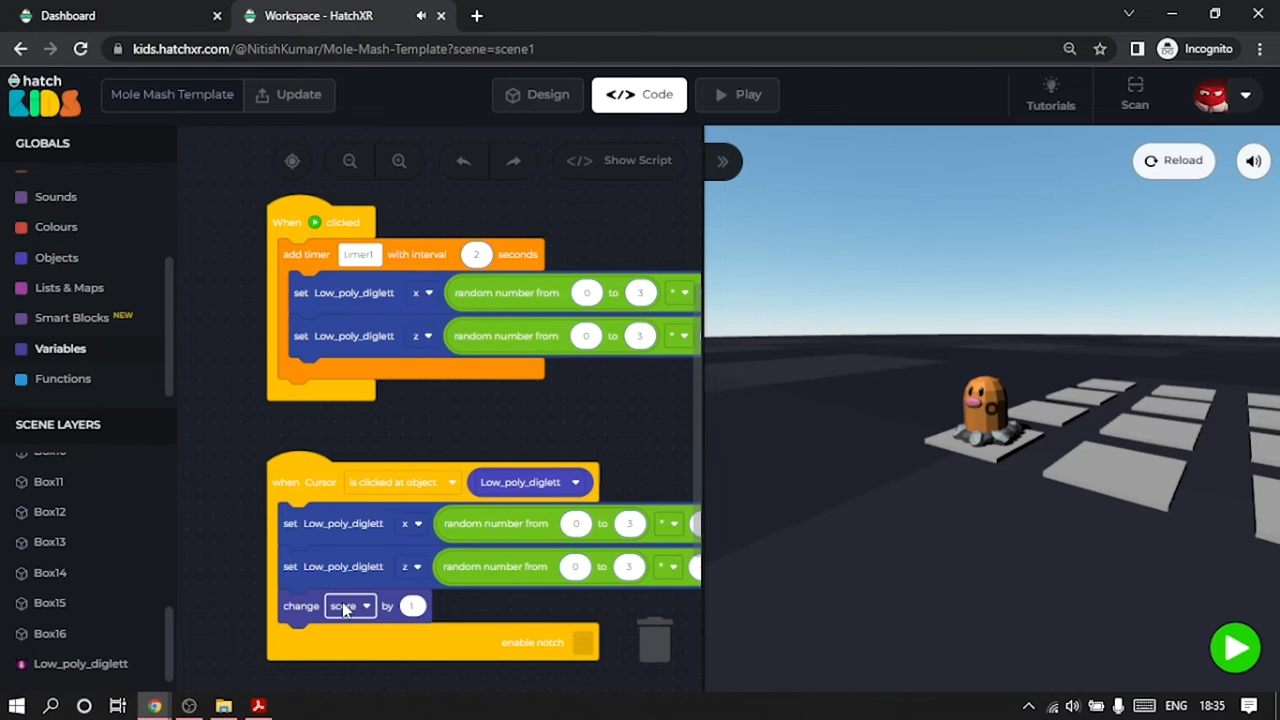 Dashboard
Workspace - HatchXR
kids.hatchxr.com/@NitishKumar/Mole-Mash-Template?scene=scene1
Incognito
hatch
KIDS
Mole Mash Template
Update
Design
</> Code
Play
Tutorials
Scan
GLOBALS
Sounds
Colours
Objects
Lists & Maps
Smart Blocks NEW
Variables
Functions
SCENE LAYERS
Box11
Box12
Box13
Box14
Box15
Box16
Low_poly_diglett
</> Show Script
When clicked
add timer timer1 with interval 2 seconds
set Low_poly_diglett x random number from 0 to 3 *
set Low_poly_diglett z random number from 0 to 3 *
when Cursor is clicked at object Low_poly_diglett
set Low_poly_diglett x random number from 0 to 3 *
set Low_poly_diglett z random number from 0 to 3 *
change score by 1
enable notch
Reload
ENG 18:35